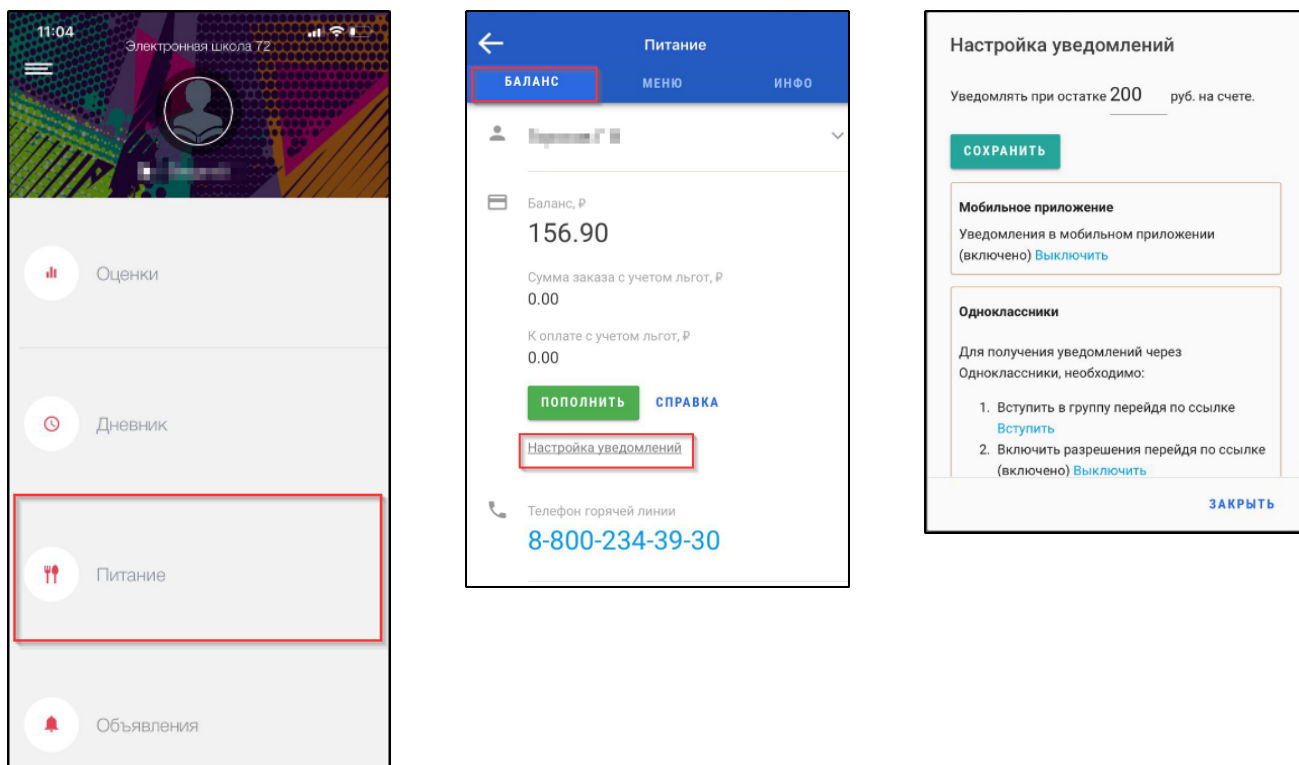 11:04
Электронная школа 72
Оценки
Дневник
Питание
Объявления
Питание
БАЛАНС МЕНЮ ИНФО
Баланс, ₽
156.90
Сумма заказа с учетом льгот, ₽
0.00
К оплате с учетом льгот, ₽
0.00
ПОПОЛНИТЬ СПРАВКА
Настройка уведомлений
Телефон горячей линии
8-800-234-39-30
Настройка уведомлений
Уведомлять при остатке 200 руб. на счете.
СОХРАНИТЬ
Мобильное приложение
Уведомления в мобильном приложении
(включено) Выключить
Одноклассники
Для получения уведомлений через
Одноклассники, необходимо:
1. Вступить в группу перейдя по ссылке
Вступить
2. Включить разрешения перейдя по ссылке
(включено) Выключить
ЗАКРЫТЬ